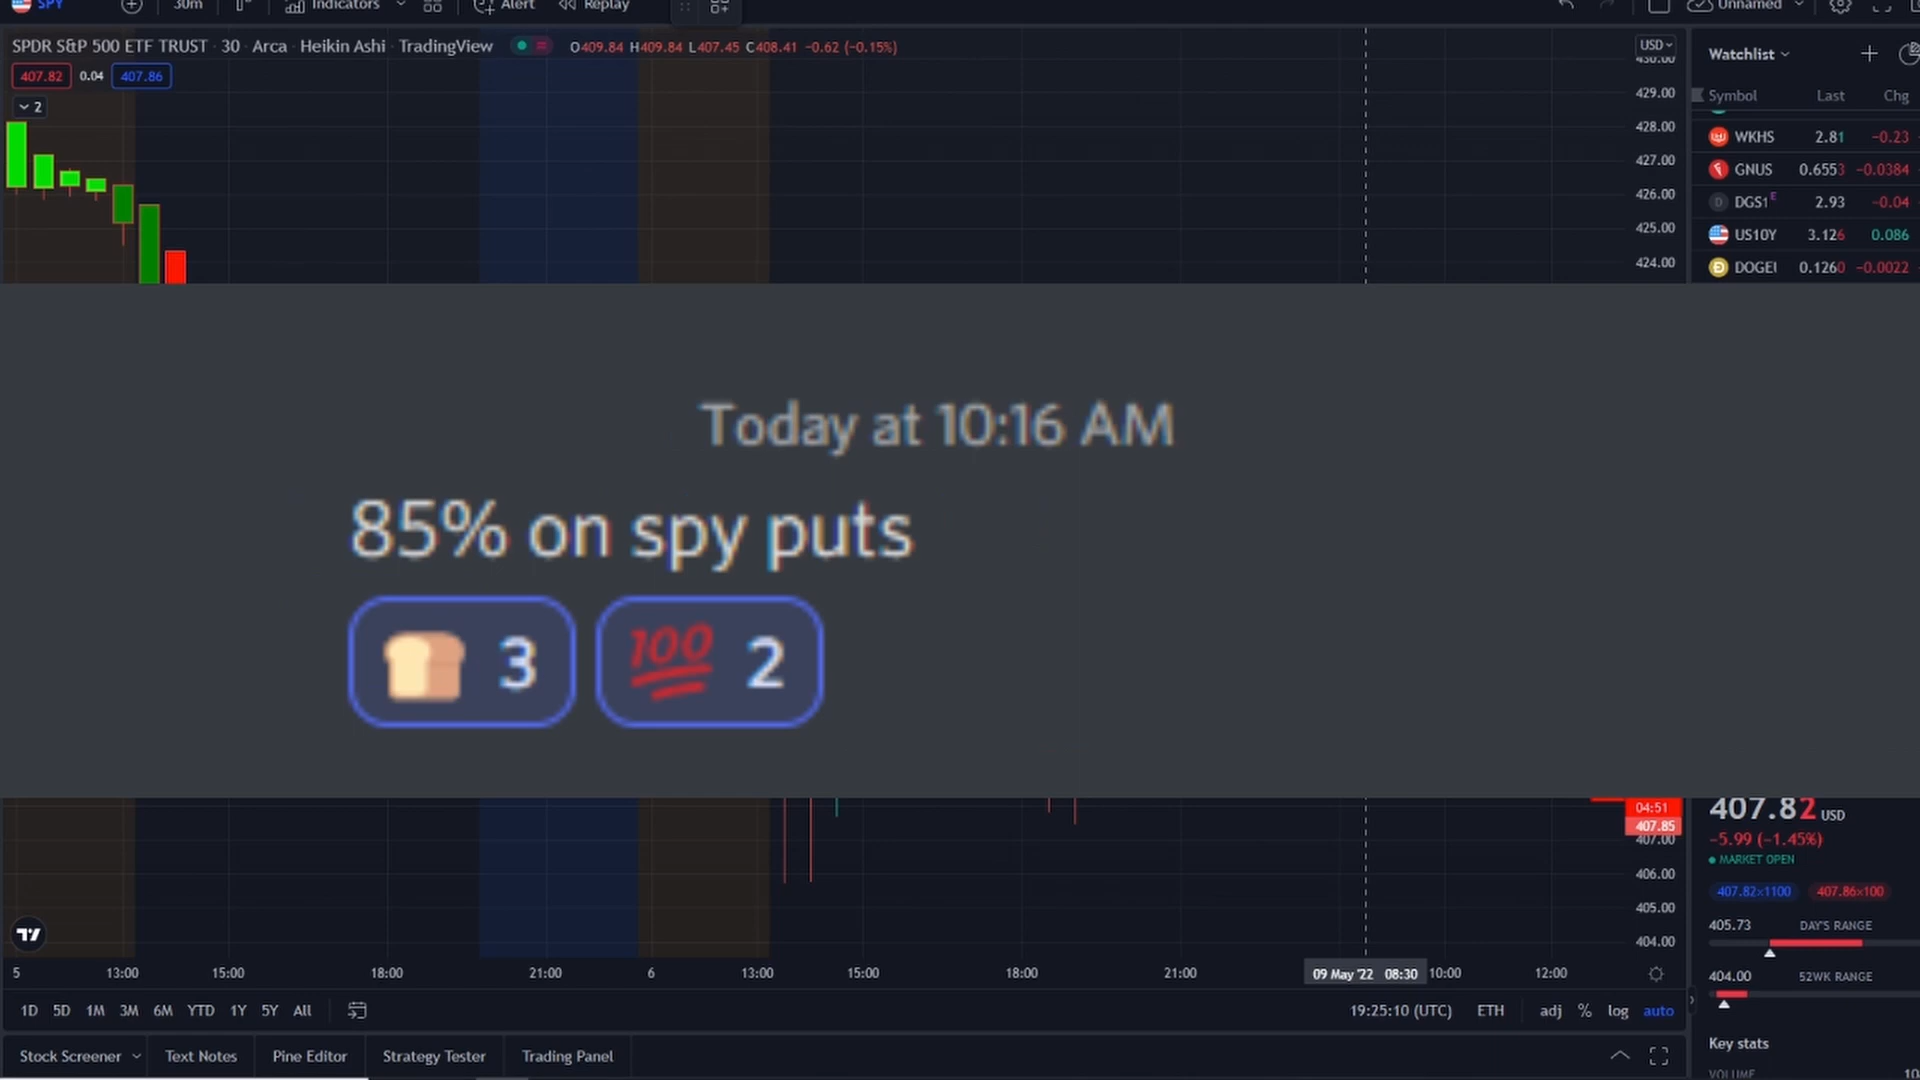 SPY
30m
Indicators
Alert
Replay
Unnamed
SPDR S&P 500 ETF TRUST · 30 · Arca · Heikin Ashi · TradingView
O409.84 H409.84 L407.45 C408.41 −0.62 (−0.15%)
407.82 0.04 407.86
2
USD
430.00
429.00
428.00
427.00
426.00
425.00
424.00
Watchlist
Symbol Last Chg
WKHS 2.81 −0.23
GNUS 0.6553 −0.0384
DGS1 E 2.93 −0.04
US10Y 3.126 0.086
DOGEI 0.1260 −0.0022
Today at 10:16 AM
85% on spy puts
3 100 2
04:51
407.85
407.00
406.00
405.00
404.00
407.82 USD
−5.99 (−1.45%)
MARKET OPEN
407.82×1100 407.86×100
405.73 DAY'S RANGE
404.00 52WK RANGE
5 13:00 15:00 18:00 21:00 6 13:00 15:00 18:00 21:00 09 May '22 08:30 10:00 12:00
1D 5D 1M 3M 6M YTD 1Y 5Y All
19:25:10 (UTC) ETH adj % log auto
Stock Screener Text Notes Pine Editor Strategy Tester Trading Panel
Key stats
VOLUME